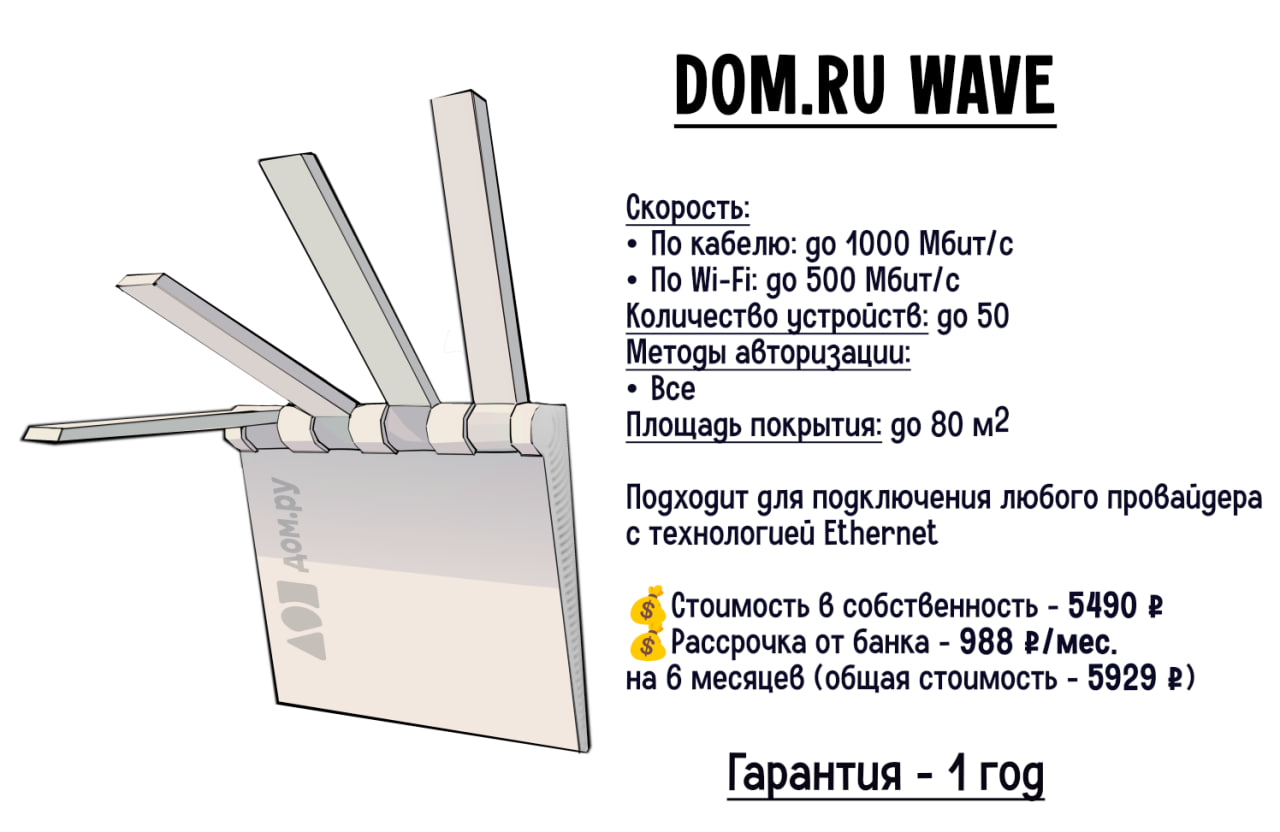 DOM.RU WAVE
Скорость:
• По кабелю: до 1000 Мбит/с
• По Wi-Fi: до 500 Мбит/с
Количество устройств: до 50
Методы авторизации:
• Все
Площадь покрытия: до 80 м2
Подходит для подключения любого провайдера
с технологией Ethernet
💰Стоимость в собственность - 5490 ₽
💰Рассрочка от банка - 988 ₽/мес.
на 6 месяцев (общая стоимость - 5929 ₽)
Гарантия - 1 год
дом.ру